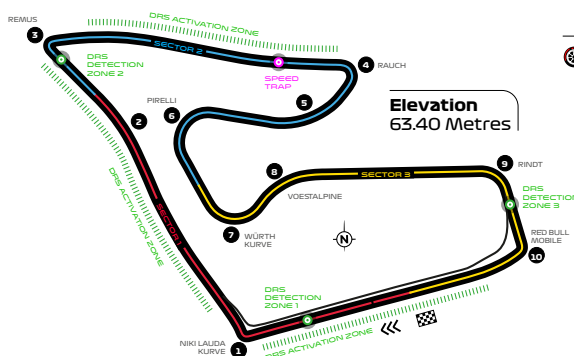 DRS ACTIVATION ZONE
REMUS
3
SECTOR 2
DRS
DETECTION
ZONE 2
SPEED
TRAP
4
RAUCH
PIRELLI
5
6
2
Elevation
63.40 Metres
DRS ACTIVATION ZONE
SECTOR 1
8
VOESTALPINE
SECTOR 3
9
RINDT
DRS
DETECTION
ZONE 3
7
WÜRTH
KURVE
N
RED BULL
MOBILE
10
DRS
DETECTION
ZONE 1
NIKI LAUDA
KURVE
1
DRS ACTIVATION ZONE